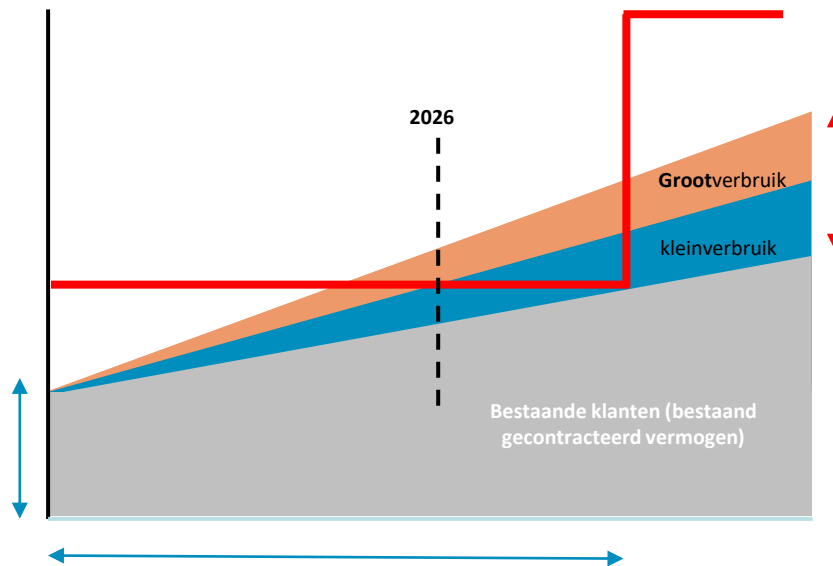 2026
Grootverbruik
kleinverbruik
Bestaande klanten (bestaand
gecontracteerd vermogen)